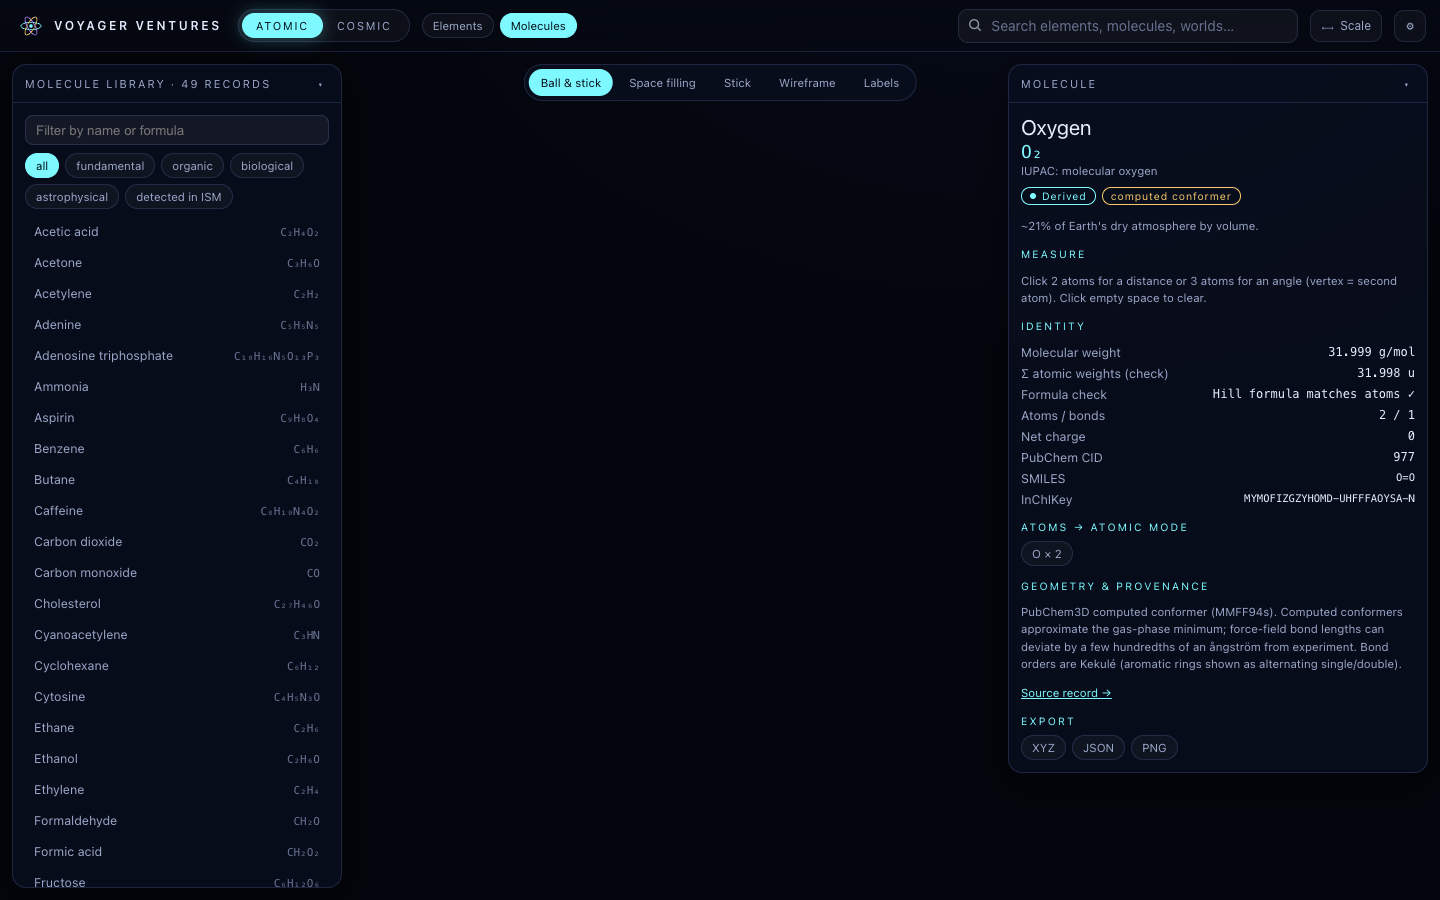 VOYAGER VENTURES
ATOMIC COSMIC
Elements Molecules
Search elements, molecules, worlds...
Scale
MOLECULE LIBRARY · 49 RECORDS
Filter by name or formula
all fundamental organic biological
astrophysical detected in ISM
Acetic acid C₂H₄O₂
Acetone C₃H₆O
Acetylene C₂H₂
Adenine C₅H₅N₅
Adenosine triphosphate C₁₀H₁₆N₅O₁₃P₃
Ammonia H₃N
Aspirin C₉H₈O₄
Benzene C₆H₆
Butane C₄H₁₀
Caffeine C₈H₁₀N₄O₂
Carbon dioxide CO₂
Carbon monoxide CO
Cholesterol C₂₇H₄₆O
Cyanoacetylene C₃HN
Cyclohexane C₆H₁₂
Cytosine C₄H₅N₃O
Ethane C₂H₆
Ethanol C₂H₆O
Ethylene C₂H₄
Formaldehyde CH₂O
Formic acid CH₂O₂
Fructose C₆H₁₂O₆
Ball & stick Space filling Stick Wireframe Labels
MOLECULE
Oxygen
O₂
IUPAC: molecular oxygen
Derived computed conformer
~21% of Earth's dry atmosphere by volume.
MEASURE
Click 2 atoms for a distance or 3 atoms for an angle (vertex = second
atom). Click empty space to clear.
IDENTITY
Molecular weight 31.999 g/mol
Σ atomic weights (check) 31.998 u
Formula check Hill formula matches atoms ✓
Atoms / bonds 2 / 1
Net charge 0
PubChem CID 977
SMILES O=O
InChIKey MYMOFIZGZYHOMD-UHFFFAOYSA-N
ATOMS → ATOMIC MODE
O × 2
GEOMETRY & PROVENANCE
PubChem3D computed conformer (MMFF94s). Computed conformers
approximate the gas-phase minimum; force-field bond lengths can
deviate by a few hundredths of an ångström from experiment. Bond
orders are Kekulé (aromatic rings shown as alternating single/double).
Source record →
EXPORT
XYZ JSON PNG